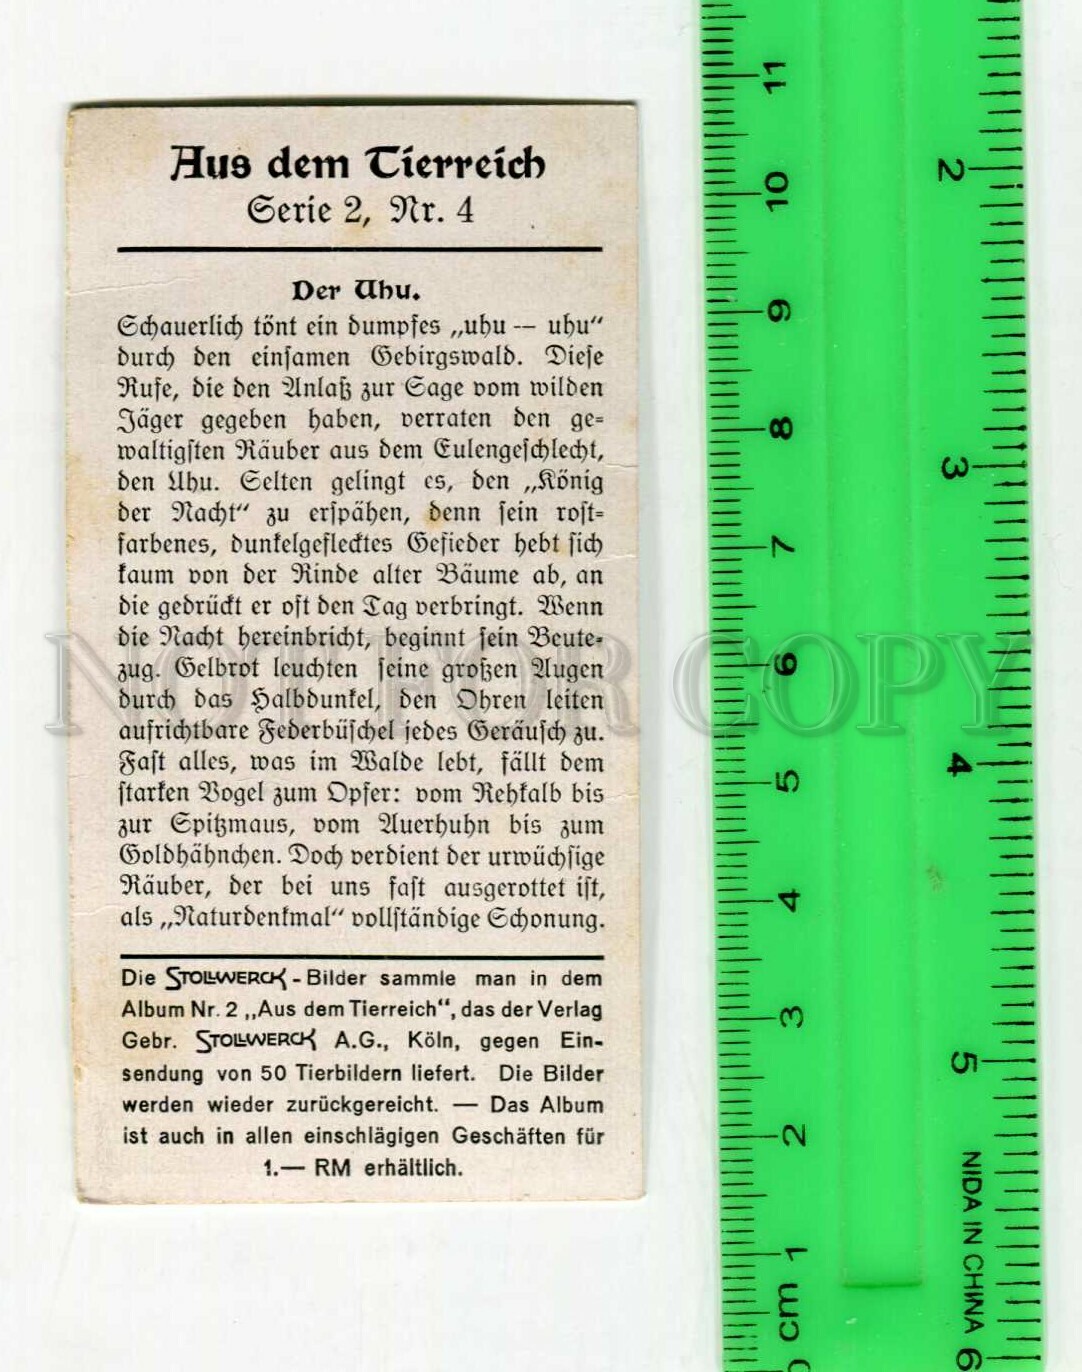 Aus dem Tierreich
Serie 2, Nr. 4
Der Uhu.
Schauerlich tönt ein dumpfes „uhu — uhu“
durch den einsamen Gebirgswald. Diese
Rufe, die den Anlaß zur Sage vom wilden
Jäger gegeben haben, verraten den ge-
waltigsten Räuber aus dem Eulengeschlecht,
den Uhu. Selten gelingt es, den „König
der Nacht“ zu erspähen, denn sein rost-
farbenes, dunkelgeflecktes Gefieder hebt sich
kaum von der Rinde alter Bäume ab, an
die gedrückt er oft den Tag verbringt. Wenn
die Nacht hereinbricht, beginnt sein Beute-
zug. Gelbrot leuchten seine großen Augen
durch das Halbdunkel, den Ohren leiten
aufrichtbare Federbüschel jedes Geräusch zu.
Fast alles, was im Walde lebt, fällt dem
starken Vogel zum Opfer: vom Rehkalb bis
zur Spitzmaus, vom Auerhuhn bis zum
Goldhähnchen. Doch verdient der urwüchsige
Räuber, der bei uns fast ausgerottet ist,
als „Naturdenkmal“ vollständige Schonung.
Die STOLLWERCK-Bilder sammle man in dem
Album Nr. 2 „Aus dem Tierreich“, das der Verlag
Gebr. STOLLWERCK A.G., Köln, gegen Ein-
sendung von 50 Tierbildern liefert. Die Bilder
werden wieder zurückgereicht. — Das Album
ist auch in allen einschlägigen Geschäften für
1.— RM erhältlich.
NOT FOR COPY
11
10
9
8
7
6
5
4
3
2
1
0 cm
2
3
4
5
6
NIDA IN CHINA